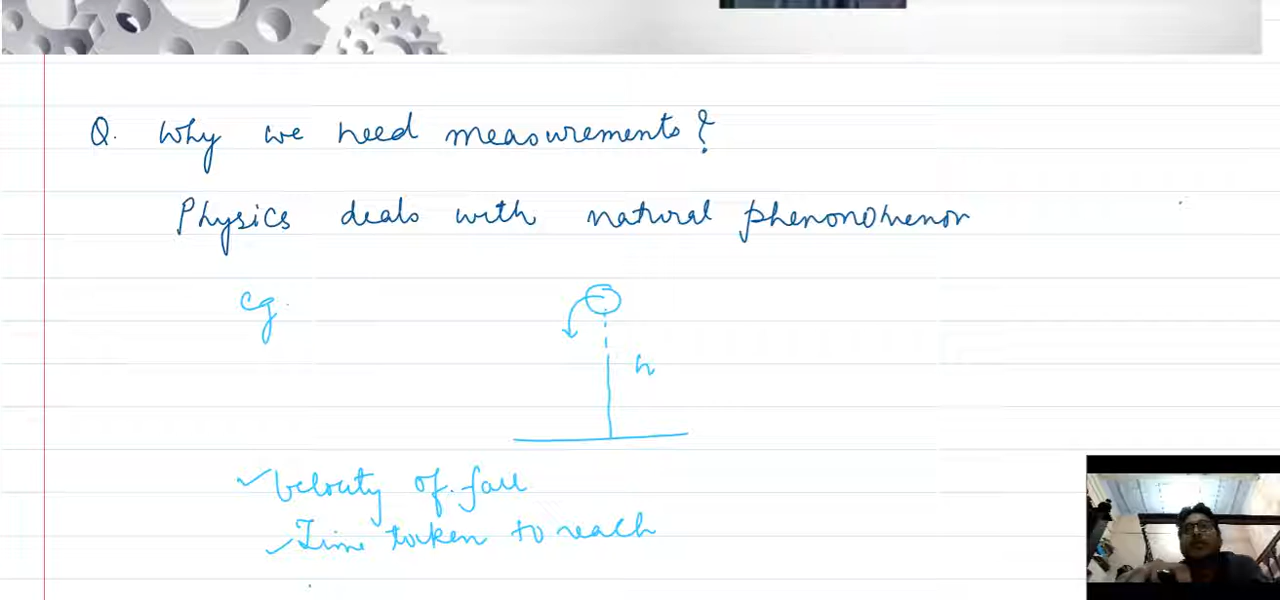 Q. Why we need measurements?
Physics deals with natural phenonomenon
eg.
h
Velocity of fall
Time taken to reach